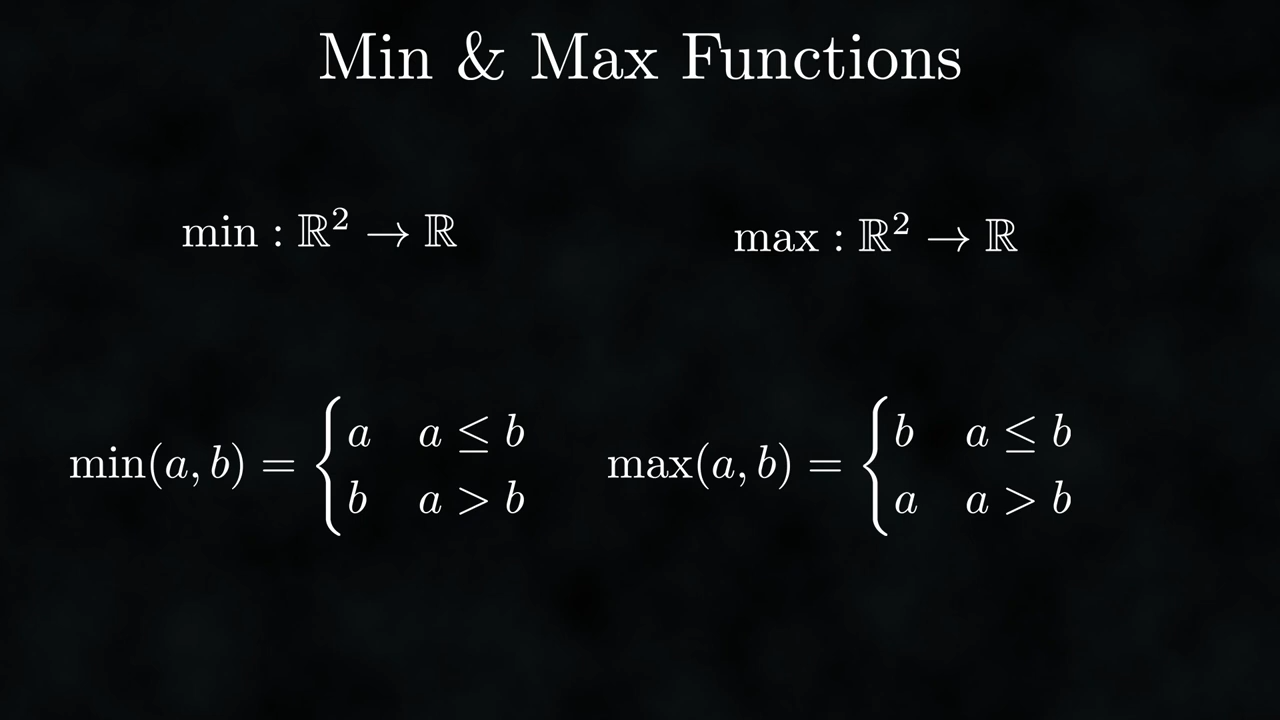 Min & Max Functions
min : ℝ² → ℝ
max : ℝ² → ℝ
min(a, b) = { a a ≤ b
b a > b
max(a, b) = { b a ≤ b
a a > b